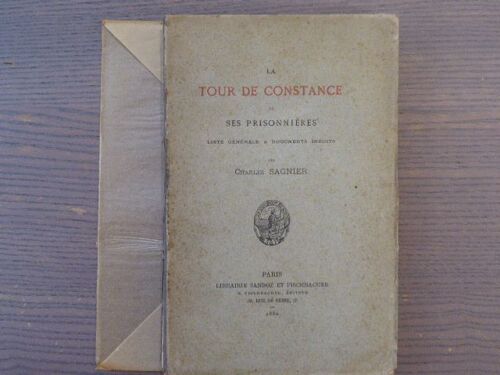 LA
TOUR DE CONSTANCE
ET
SES PRISONNIÈRES
LISTE GÉNÉRALE & DOCUMENTS INÉDITS
PAR
CHARLES SAGNIER
PARIS
LIBRAIRIE SANDOZ ET FISCHBACHER
G. FISCHBACHER, ÉDITEUR
33, RUE DE SEINE, 33
1880